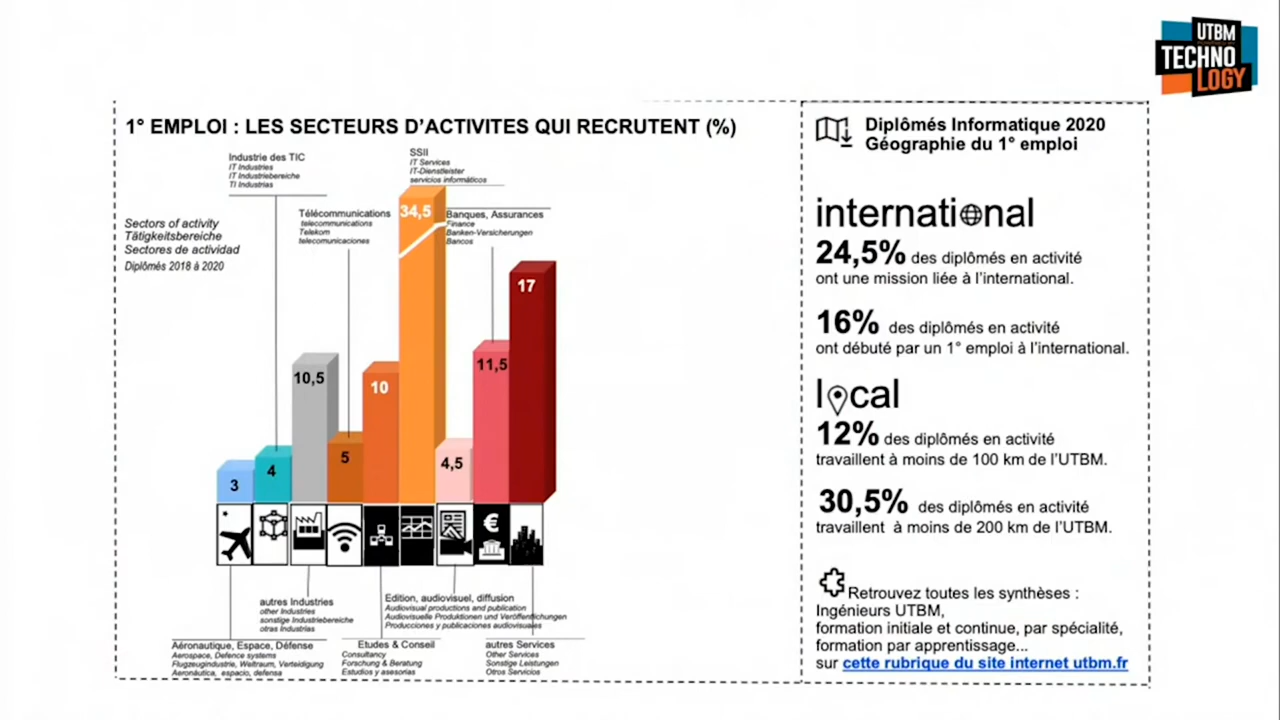 UTBM
TECHNO
LOGY
1° EMPLOI : LES SECTEURS D'ACTIVITES QUI RECRUTENT (%)
Industrie des TIC
IT Industries
IT Industriebereiche
TI Industrias
SSII
IT Services
IT-Dienstleister
servicios informàticos
Sectors of activity
Tätigkeitsbereiche
Sectores de actividad
Diplômés 2018 à 2020
Télécommunications
telecommunications
Telekom
telecomunicaciones
Banques, Assurances
Finance
Banken-Versicherungen
Bancos
34,5
17
10,5
10
11,5
5
4,5
4
3
€
autres Industries
other Industries
sonstige Industriebereiche
otras Industrias
Edition, audiovisuel, diffusion
Audiovisual productions and publication
Audiovisuelle Produktionen und Veröffentlichungen
Producciones y publicaciones audiovisuales
Aéronautique, Espace, Défense
Aerospace, Defence systems
Flugzeugindustrie, Weltraum, Verteidigung
Aeronàutica, espacio, defensa
Etudes & Conseil
Consultancy
Forschung & Beratung
Estudios y asesorias
autres Services
Other Services
Sonstige Leistungen
Otros Servicios
Diplômés Informatique 2020
Géographie du 1° emploi
international
24,5% des diplômés en activité
ont une mission liée à l'international.
16% des diplômés en activité
ont débuté par un 1° emploi à l'international.
local
12% des diplômés en activité
travaillent à moins de 100 km de l'UTBM.
30,5% des diplômés en activité
travaillent à moins de 200 km de l'UTBM.
Retrouvez toutes les synthèses :
Ingénieurs UTBM,
formation initiale et continue, par spécialité,
formation par apprentissage...
sur cette rubrique du site internet utbm.fr